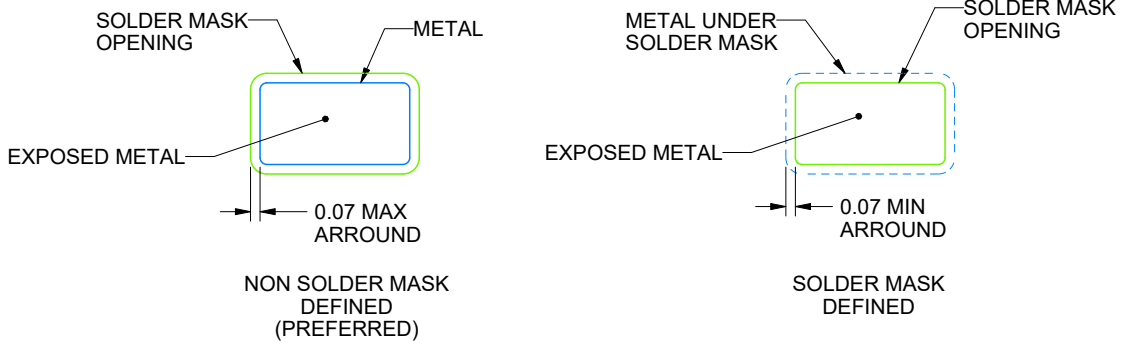 SOLDER MASK
OPENING
METAL
EXPOSED METAL
0.07 MAX
ARROUND
NON SOLDER MASK
DEFINED
(PREFERRED)
METAL UNDER
SOLDER MASK
SOLDER MASK
OPENING
EXPOSED METAL
0.07 MIN
ARROUND
SOLDER MASK
DEFINED